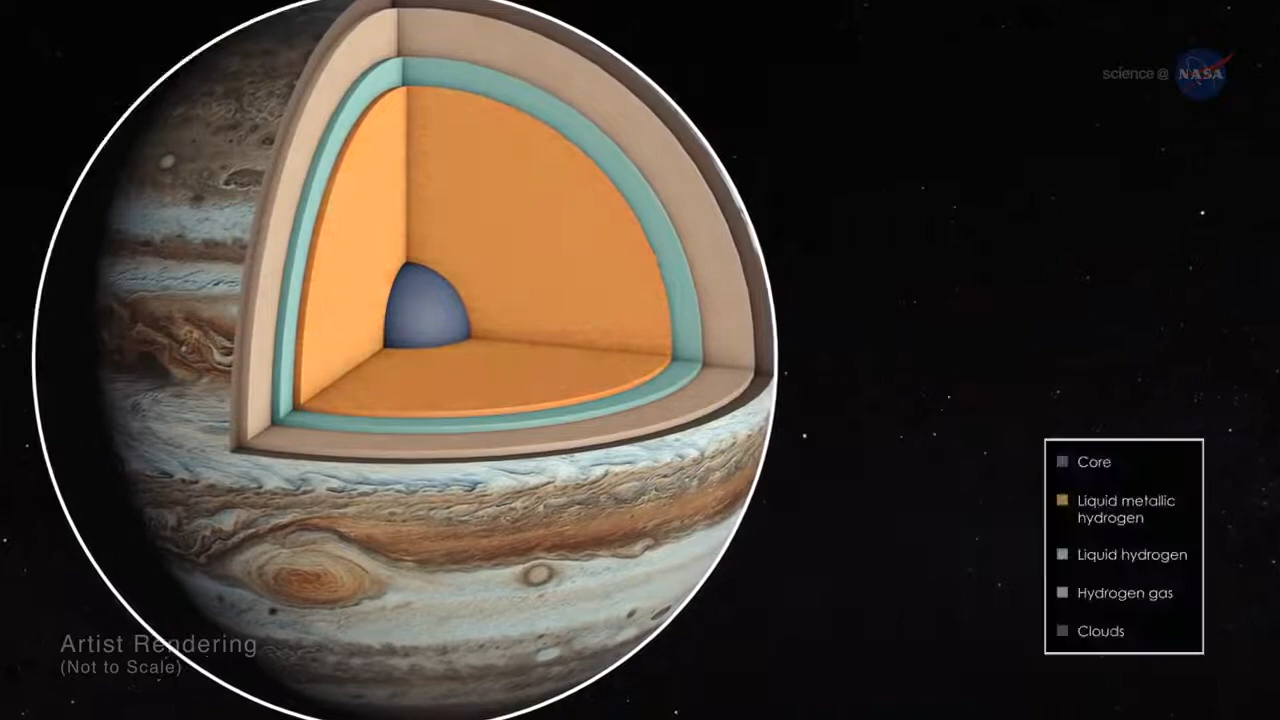 science @ NASA
Core
Liquid metallic
hydrogen
Liquid hydrogen
Hydrogen gas
Clouds
Artist Rendering
(Not to Scale)